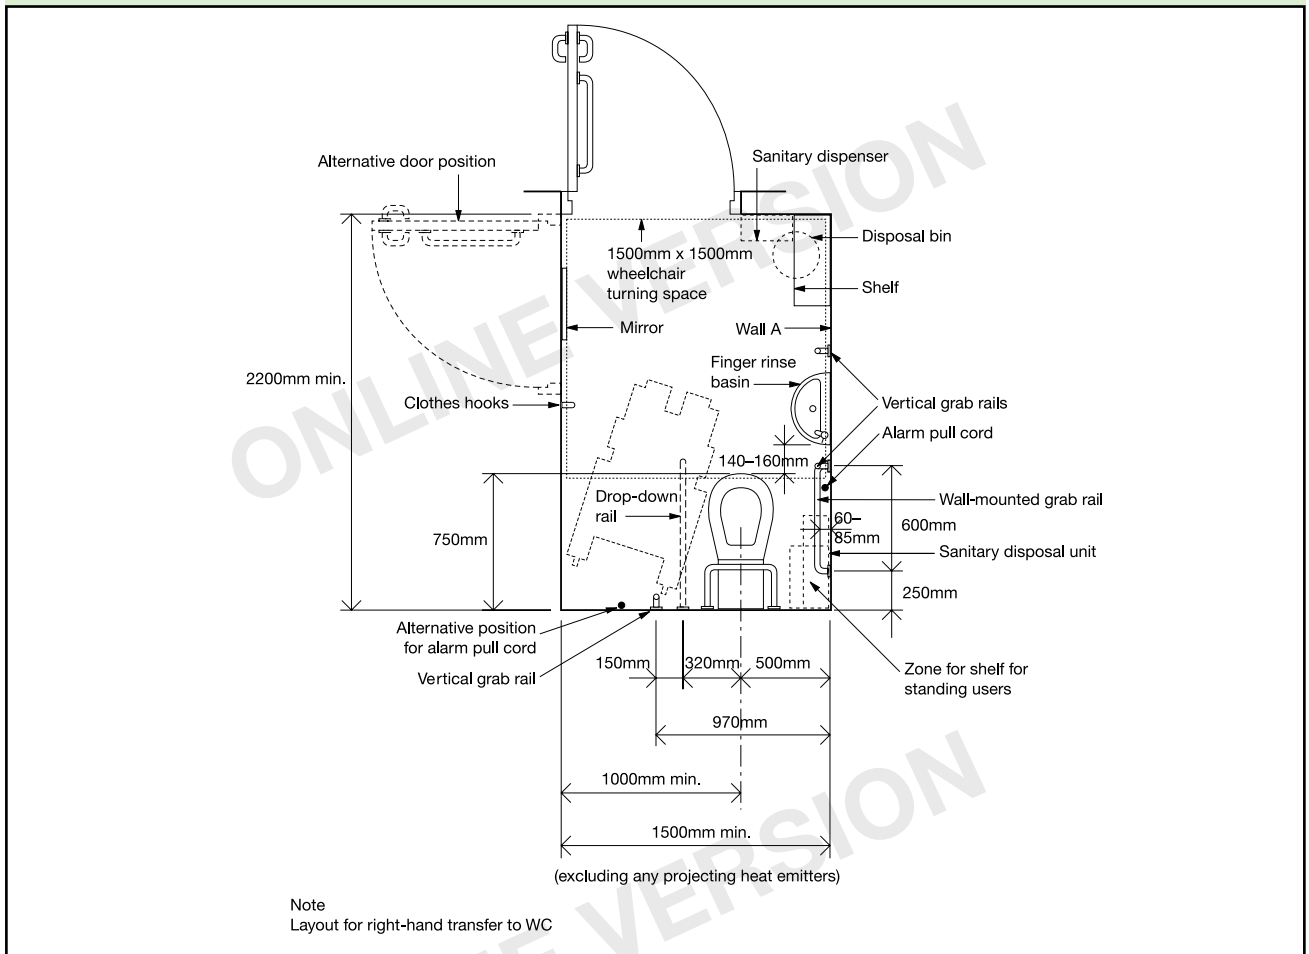 Alternative door position
Sanitary dispenser
Disposal bin
1500mm x 1500mm
wheelchair
turning space
Shelf
Mirror
Wall A
Finger rinse
basin
2200mm min.
Clothes hooks
Vertical grab rails
Alarm pull cord
140–160mm
Drop-down
rail
Wall-mounted grab rail
60–
85mm
600mm
750mm
Sanitary disposal unit
250mm
Alternative position
for alarm pull cord
Vertical grab rail
150mm
320mm
500mm
Zone for shelf for
standing users
970mm
1000mm min.
1500mm min.
(excluding any projecting heat emitters)
Note
Layout for right-hand transfer to WC
ONLINE VERSION
ONLINE VERSION